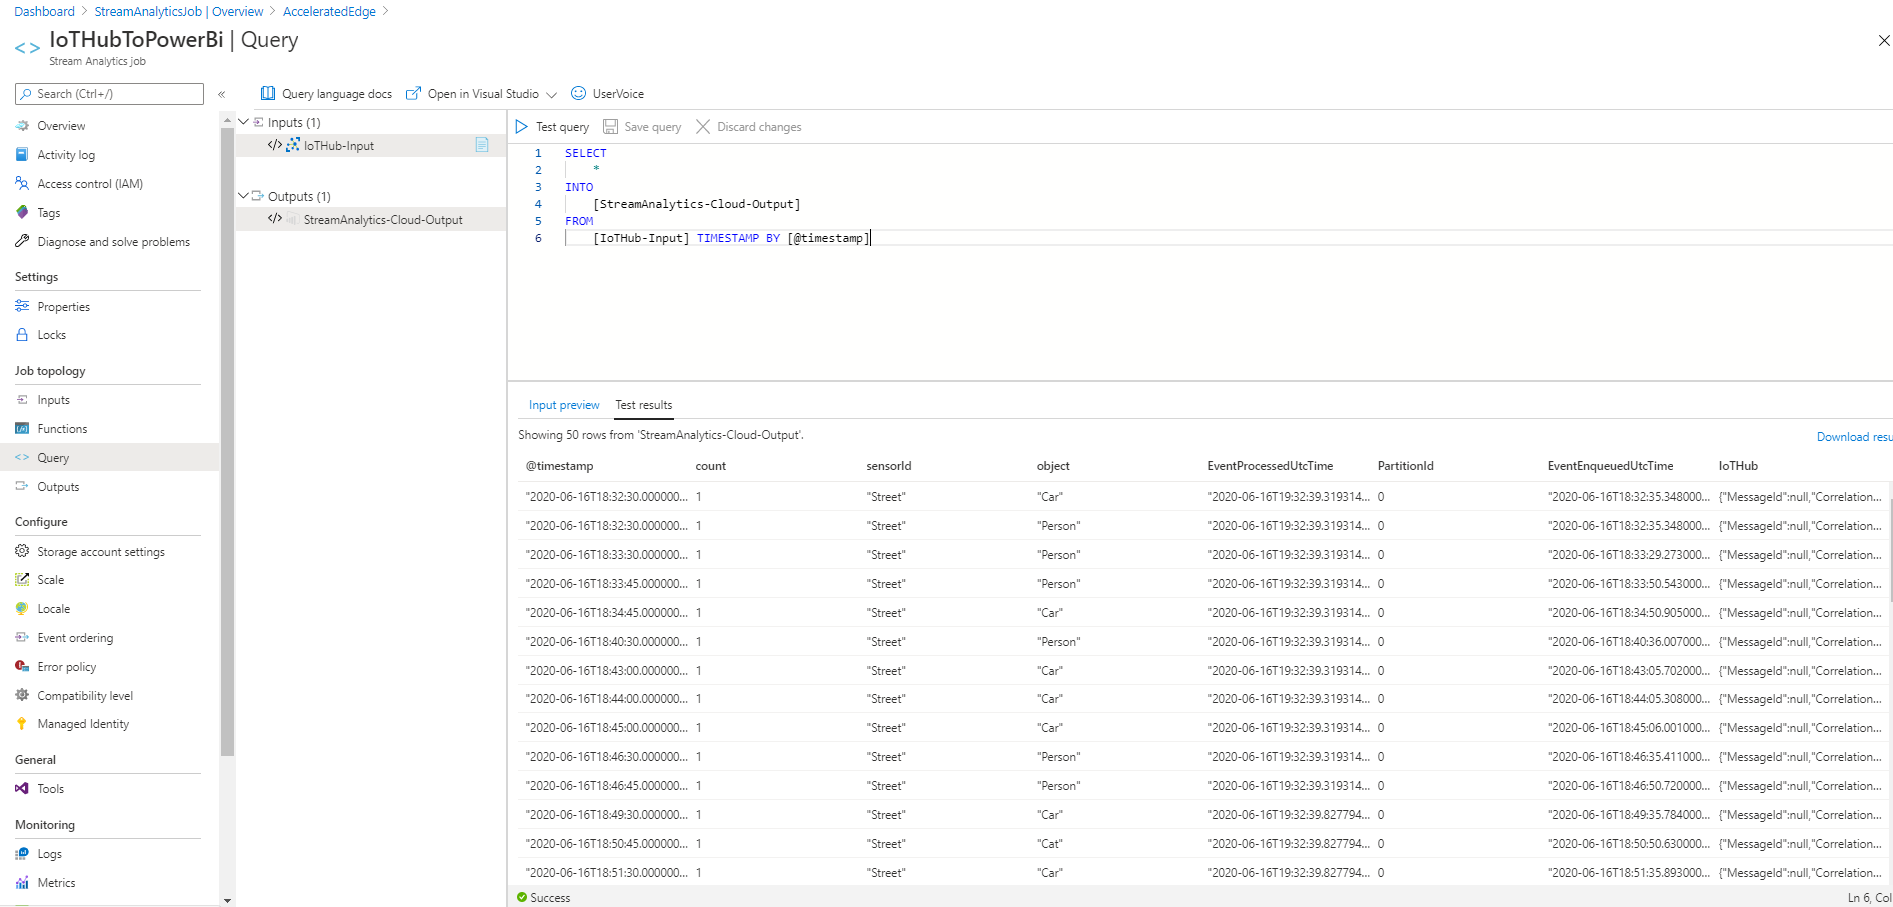 Dashboard > StreamAnalyticsJob | Overview > AcceleratedEdge >
IoTHubToPowerBi | Query
Stream Analytics job
Search (Ctrl+/)
«
Overview
Activity log
Access control (IAM)
Tags
Diagnose and solve problems
Settings
Properties
Locks
Job topology
Inputs
Functions
Query
Outputs
Configure
Storage account settings
Scale
Locale
Event ordering
Error policy
Compatibility level
Managed Identity
General
Tools
Monitoring
Logs
Metrics
Query language docs Open in Visual Studio UserVoice
Inputs (1)
IoTHub-Input
Outputs (1)
StreamAnalytics-Cloud-Output
Test query Save query Discard changes
1 SELECT
2 *
3 INTO
4 [StreamAnalytics-Cloud-Output]
5 FROM
6 [IoTHub-Input] TIMESTAMP BY [@timestamp]
Input preview Test results
Showing 50 rows from 'StreamAnalytics-Cloud-Output'.
Download resu
@timestamp count sensorId object EventProcessedUtcTime PartitionId EventEnqueuedUtcTime IoTHub
"2020-06-16T18:32:30.000000... 1 "Street" "Car" "2020-06-16T19:32:39.319314... 0 "2020-06-16T18:32:35.348000... {"MessageId":null,"Correlation...
"2020-06-16T18:32:30.000000... 1 "Street" "Person" "2020-06-16T19:32:39.319314... 0 "2020-06-16T18:32:35.348000... {"MessageId":null,"Correlation...
"2020-06-16T18:33:30.000000... 1 "Street" "Person" "2020-06-16T19:32:39.319314... 0 "2020-06-16T18:33:29.273000... {"MessageId":null,"Correlation...
"2020-06-16T18:33:45.000000... 1 "Street" "Person" "2020-06-16T19:32:39.319314... 0 "2020-06-16T18:33:50.543000... {"MessageId":null,"Correlation...
"2020-06-16T18:34:45.000000... 1 "Street" "Car" "2020-06-16T19:32:39.319314... 0 "2020-06-16T18:34:50.905000... {"MessageId":null,"Correlation...
"2020-06-16T18:40:30.000000... 1 "Street" "Person" "2020-06-16T19:32:39.319314... 0 "2020-06-16T18:40:36.007000... {"MessageId":null,"Correlation...
"2020-06-16T18:43:00.000000... 1 "Street" "Car" "2020-06-16T19:32:39.319314... 0 "2020-06-16T18:43:05.702000... {"MessageId":null,"Correlation...
"2020-06-16T18:44:00.000000... 1 "Street" "Car" "2020-06-16T19:32:39.319314... 0 "2020-06-16T18:44:05.308000... {"MessageId":null,"Correlation...
"2020-06-16T18:45:00.000000... 1 "Street" "Car" "2020-06-16T19:32:39.319314... 0 "2020-06-16T18:45:06.001000... {"MessageId":null,"Correlation...
"2020-06-16T18:46:30.000000... 1 "Street" "Person" "2020-06-16T19:32:39.319314... 0 "2020-06-16T18:46:35.411000... {"MessageId":null,"Correlation...
"2020-06-16T18:46:45.000000... 1 "Street" "Person" "2020-06-16T19:32:39.319314... 0 "2020-06-16T18:46:50.720000... {"MessageId":null,"Correlation...
"2020-06-16T18:49:30.000000... 1 "Street" "Car" "2020-06-16T19:32:39.827794... 0 "2020-06-16T18:49:35.784000... {"MessageId":null,"Correlation...
"2020-06-16T18:50:45.000000... 1 "Street" "Cat" "2020-06-16T19:32:39.827794... 0 "2020-06-16T18:50:50.630000... {"MessageId":null,"Correlation...
"2020-06-16T18:51:30.000000... 1 "Street" "Car" "2020-06-16T19:32:39.827794... 0 "2020-06-16T18:51:35.893000... {"MessageId":null,"Correlation...
Success
Ln 6, Col